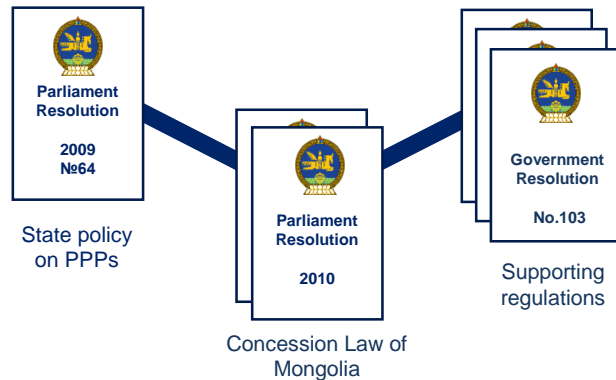 Parliament
Resolution
2009
№64
State policy
on PPPs
Parliament
Resolution
2010
Concession Law of
Mongolia
Government
Resolution
No.103
Supporting
regulations